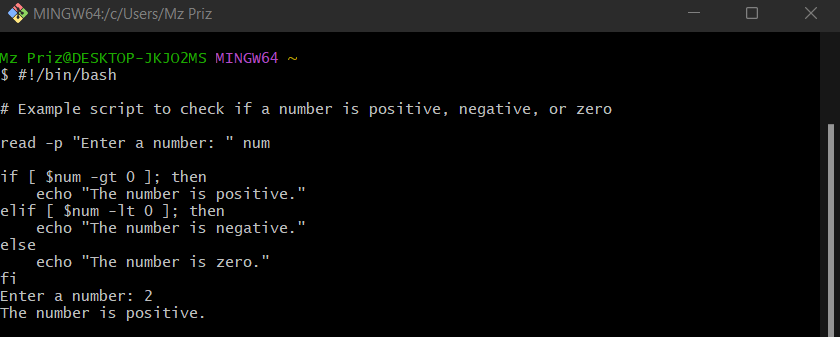 MINGW64:/c/Users/Mz Priz
Mz Priz@DESKTOP-JKJO2MS MINGW64 ~
$ #!/bin/bash
# Example script to check if a number is positive, negative, or zero
read -p "Enter a number: " num
if [ $num -gt 0 ]; then
    echo "The number is positive."
elif [ $num -lt 0 ]; then
    echo "The number is negative."
else
    echo "The number is zero."
fi
Enter a number: 2
The number is positive.